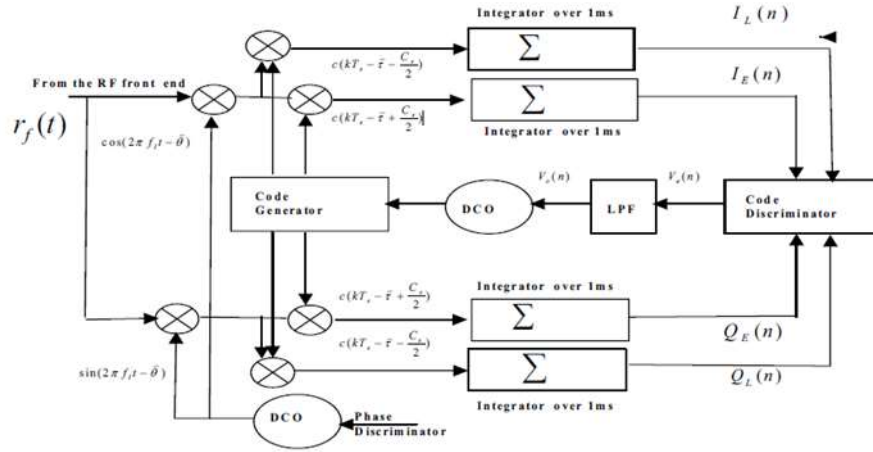 Integrator over 1ms
I_L(n)
∑
c(kT_s - τ̂ - C_s/2)
From the RF front end
I_E(n)
∑
c(kT_s - τ̂ + C_s/2)
r_f(t)
Integrator over 1ms
cos(2π f_I t - θ̂)
Code Generator
DCO
V_o(n)
LPF
V_e(n)
Code Discriminator
Integrator over 1ms
c(kT_s - τ̂ + C_s/2)
∑
Q_E(n)
c(kT_s - τ̂ - C_s/2)
∑
Q_L(n)
sin(2π f_I t - θ̂)
Integrator over 1ms
DCO
Phase Discriminator